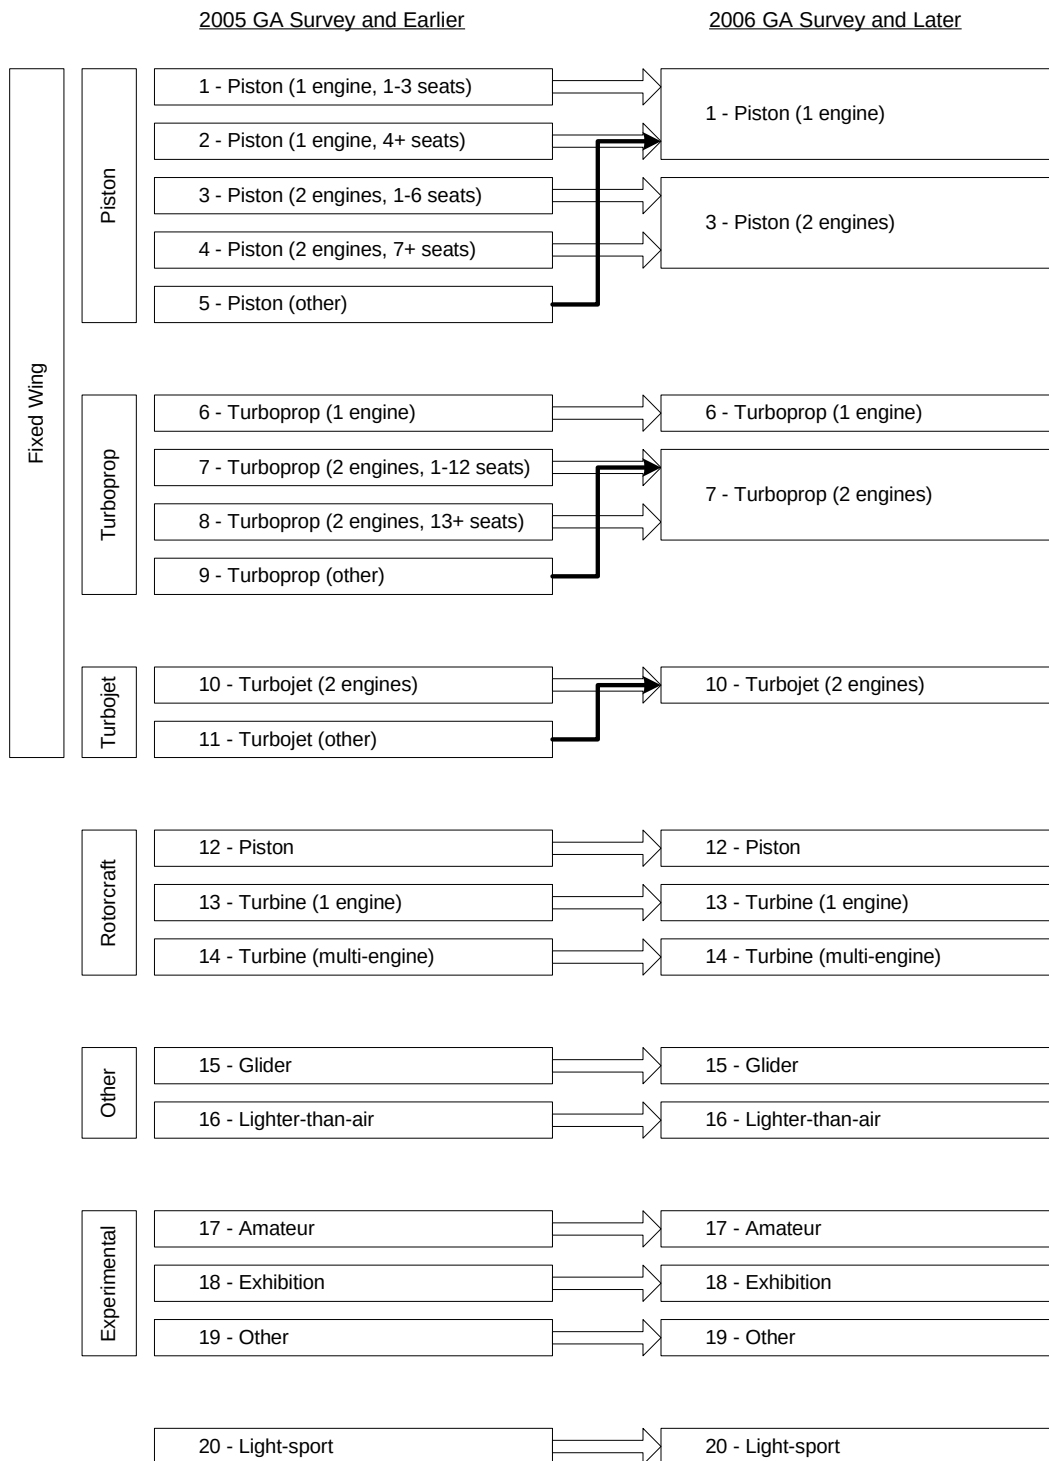 2005 GA Survey and Earlier
2006 GA Survey and Later
Fixed Wing
Piston
1 - Piston (1 engine, 1-3 seats)
2 - Piston (1 engine, 4+ seats)
3 - Piston (2 engines, 1-6 seats)
4 - Piston (2 engines, 7+ seats)
5 - Piston (other)
1 - Piston (1 engine)
3 - Piston (2 engines)
Turboprop
6 - Turboprop (1 engine)
7 - Turboprop (2 engines, 1-12 seats)
8 - Turboprop (2 engines, 13+ seats)
9 - Turboprop (other)
6 - Turboprop (1 engine)
7 - Turboprop (2 engines)
Turbojet
10 - Turbojet (2 engines)
11 - Turbojet (other)
10 - Turbojet (2 engines)
Rotorcraft
12 - Piston
13 - Turbine (1 engine)
14 - Turbine (multi-engine)
12 - Piston
13 - Turbine (1 engine)
14 - Turbine (multi-engine)
Other
15 - Glider
16 - Lighter-than-air
15 - Glider
16 - Lighter-than-air
Experimental
17 - Amateur
18 - Exhibition
19 - Other
17 - Amateur
18 - Exhibition
19 - Other
20 - Light-sport
20 - Light-sport